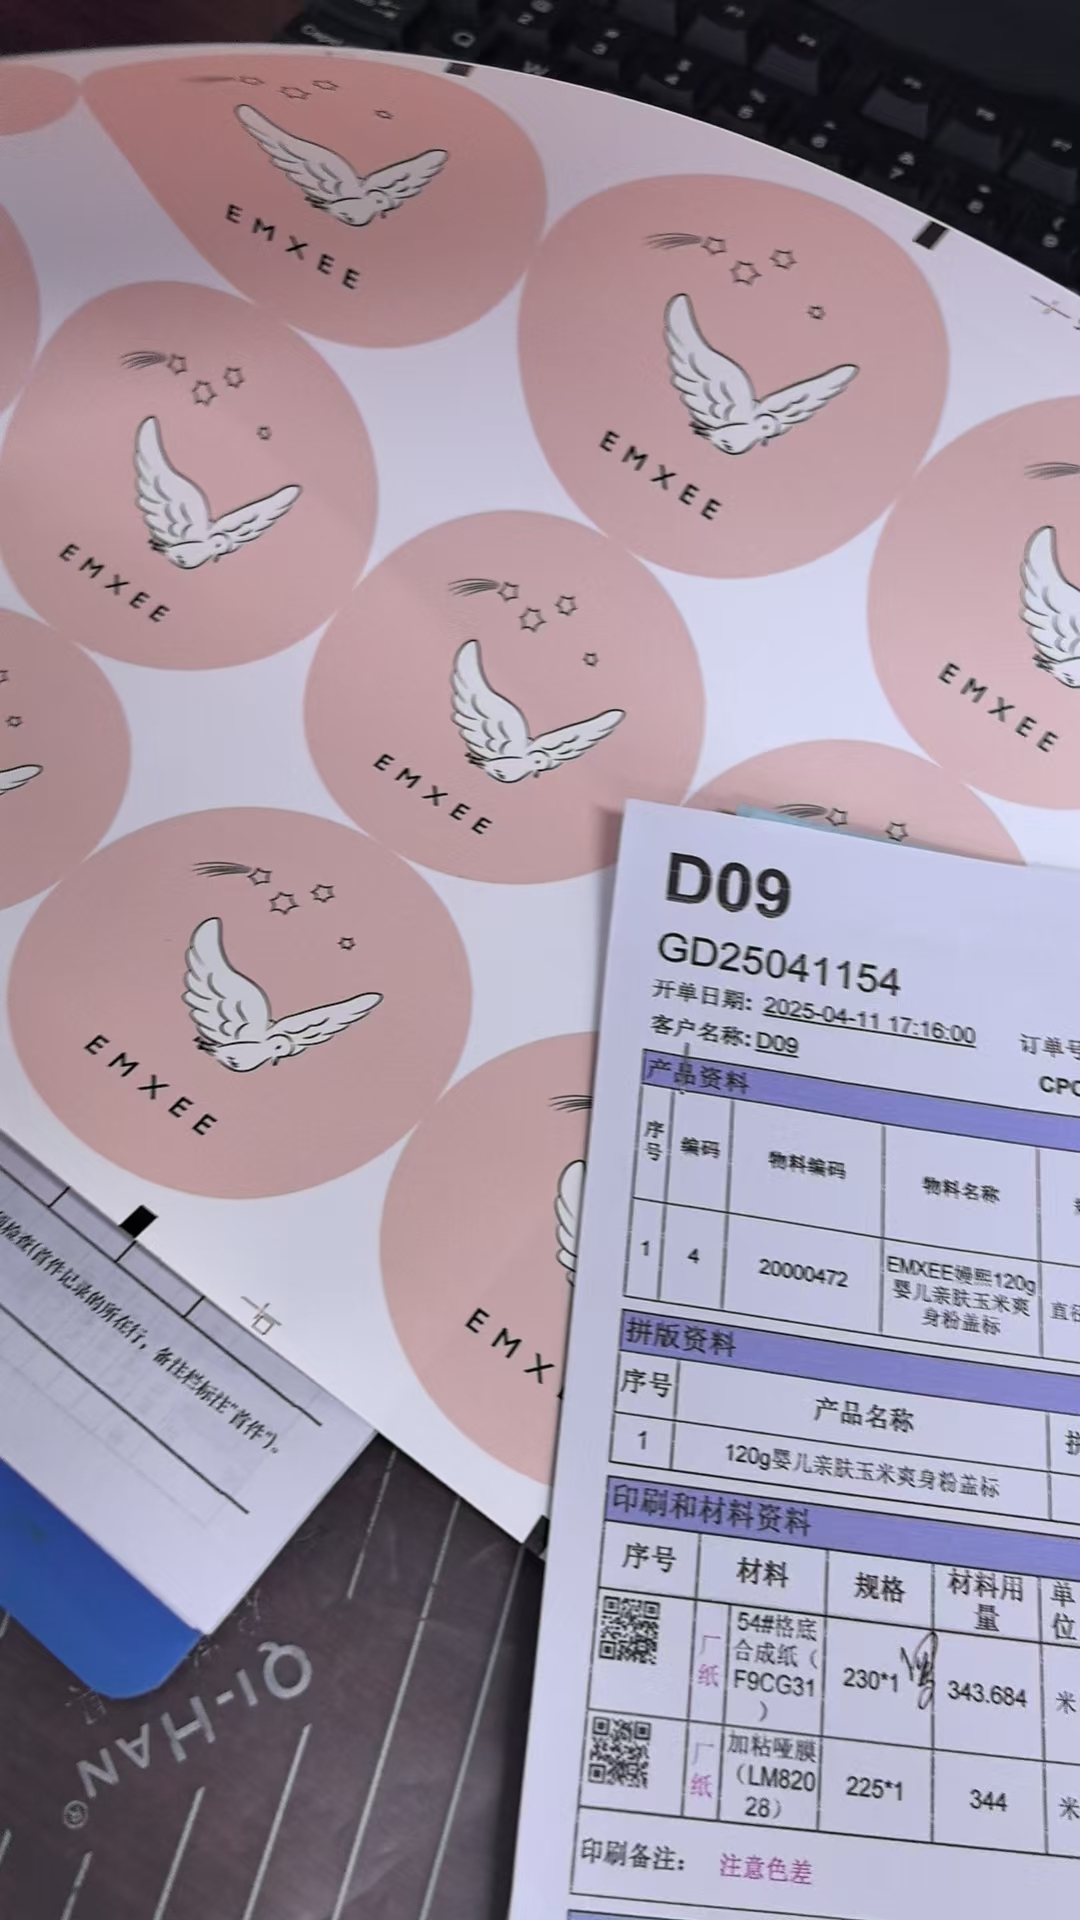 EMXEE
EMXEE
EMXEE
EMXEE
EMXEE
EMXEE
EMX
D09
GD25041154
开单日期: 2025-04-11 17:16:00
订单号
客户名称: D09
CPC
产品资料
序号 编码 物料编码 物料名称
1 4 20000472 EMXEE嫚熙120g婴儿亲肤玉米爽身粉盖标 直径
拼版资料
序号 产品名称
1 120g婴儿亲肤玉米爽身粉盖标
印刷和材料资料
序号 材料 规格 材料用量 单位
厂纸 54#格底合成纸(F9CG31) 230*1 343.684 米
厂纸 加粘哑膜(LM82028) 225*1 344 米
印刷备注: 注意色差
检查(首件记录的所在行，备注栏标注"首件")。
QI-HAN®